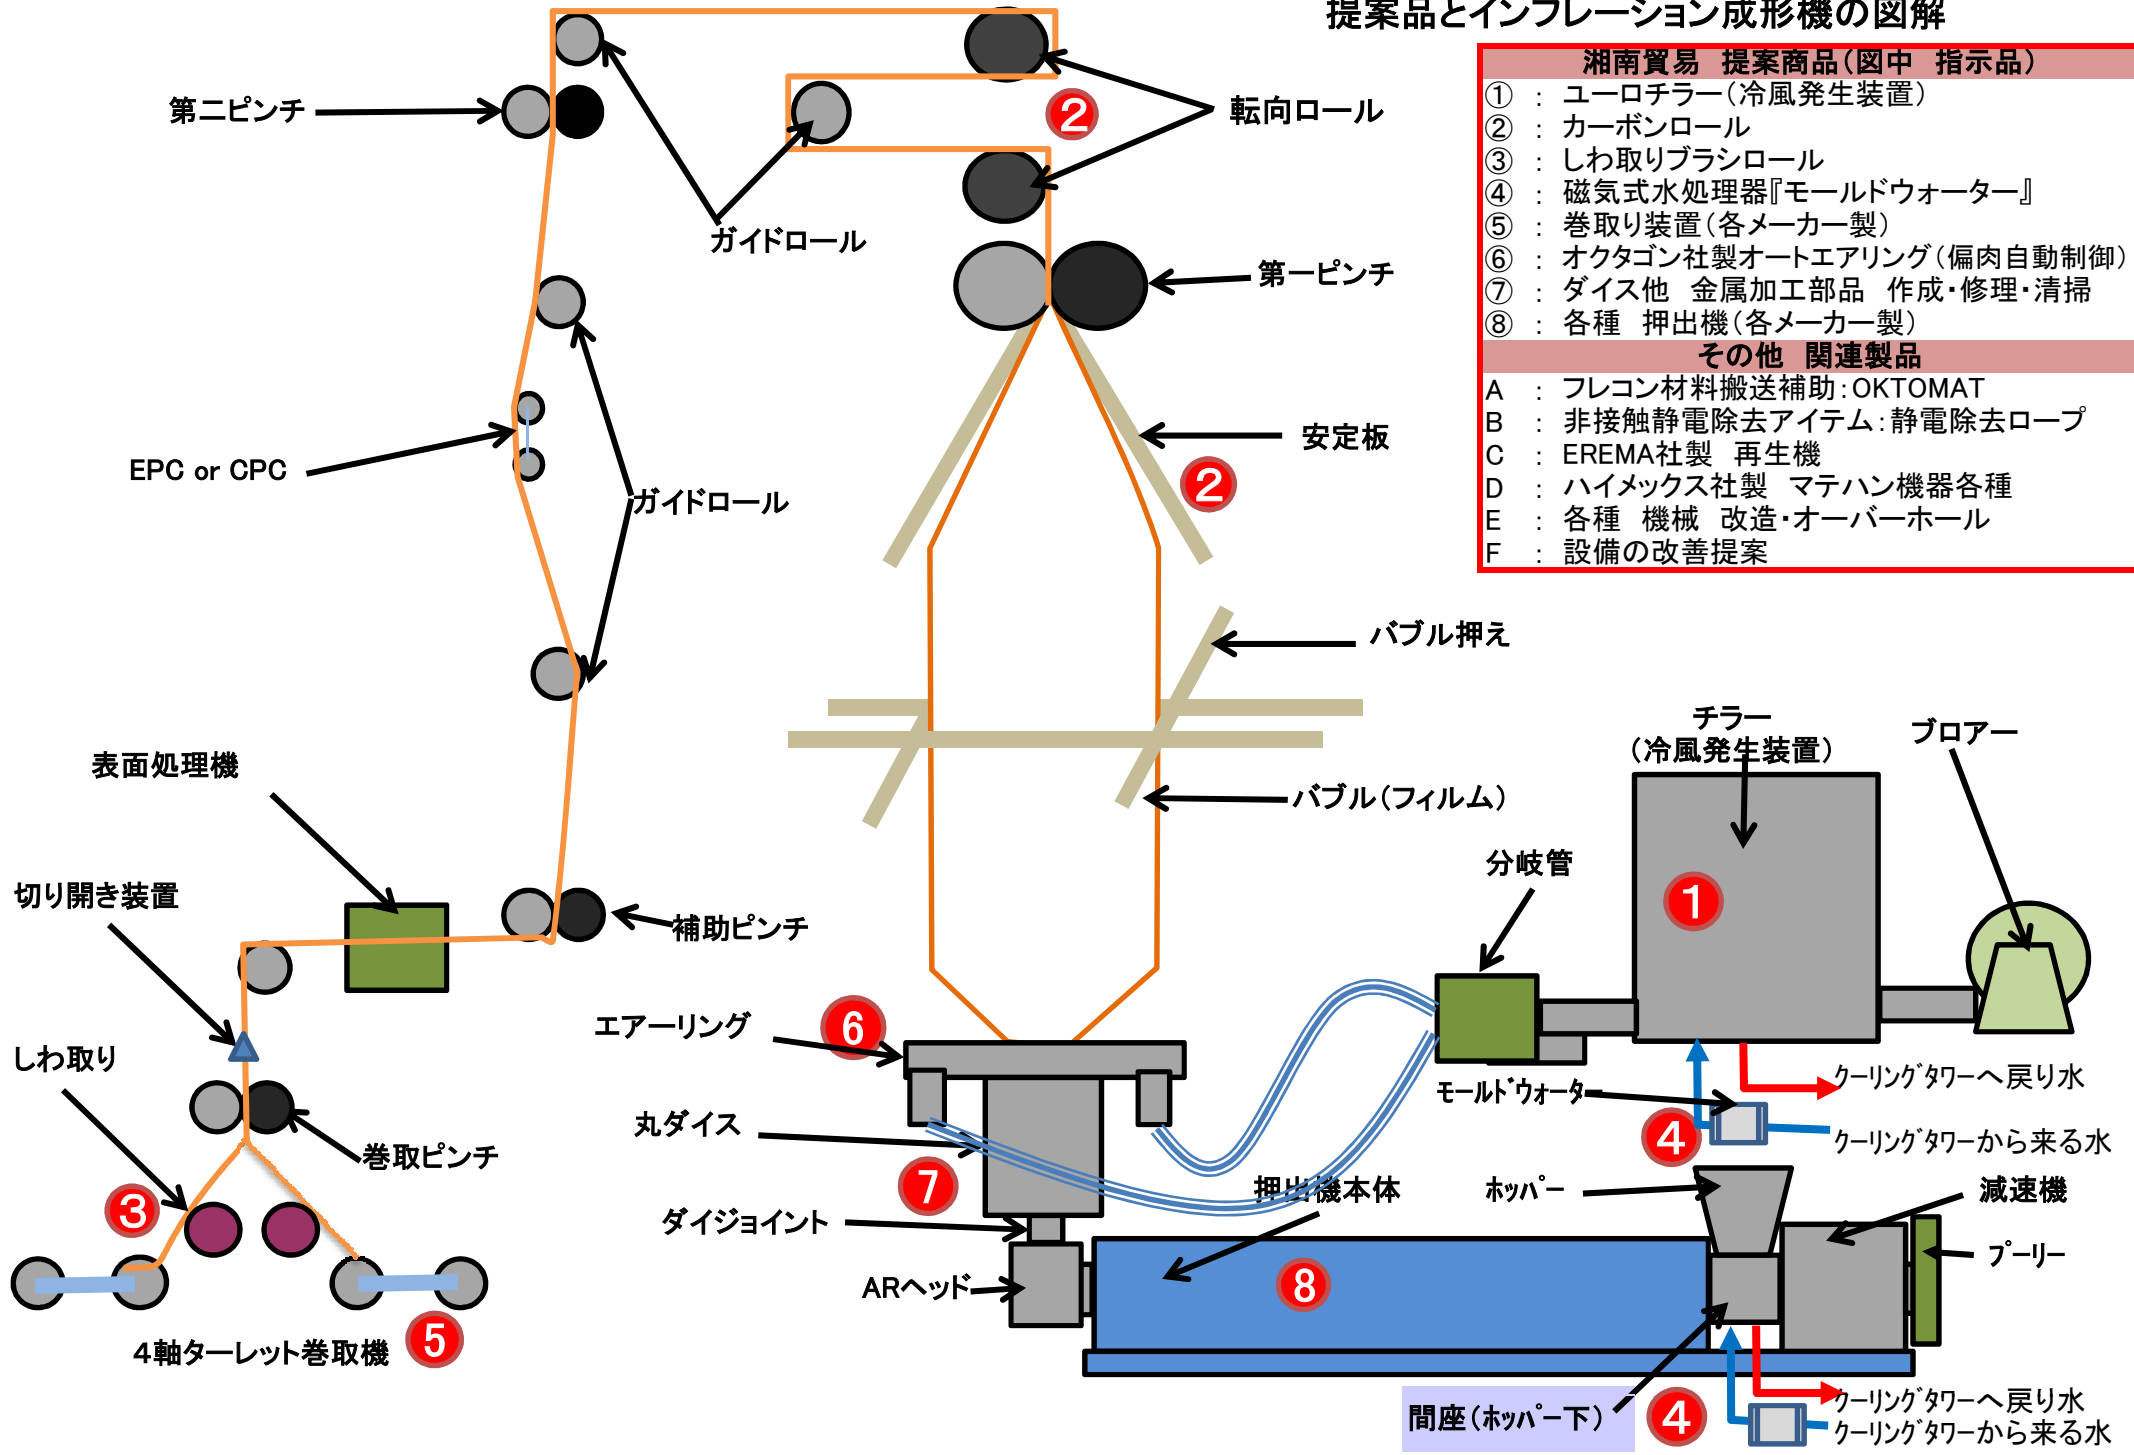 提案品とインフレーション成形機の図解
湘南貿易　提案商品（図中　指示品）
① ： ユーロチラー（冷風発生装置）
② ： カーボンロール
③ ： しわ取りブラシロール
④ ： 磁気式水処理器『モールドウォーター』
⑤ ： 巻取り装置（各メーカー製）
⑥ ： オクタゴン社製オートエアリング（偏肉自動制御）
⑦ ： ダイス他　金属加工部品　作成・修理・清掃
⑧ ： 各種　押出機（各メーカー製）
その他　関連製品
A ： フレコン材料搬送補助：OKTOMAT
B ： 非接触静電除去アイテム：静電除去ロープ
C ： EREMA社製　再生機
D ： ハイメックス社製　マテハン機器各種
E ： 各種　機械　改造・オーバーホール
F ： 設備の改善提案
第二ピンチ
②
転向ロール
ガイドロール
第一ピンチ
安定板
②
EPC or CPC
ガイドロール
バブル押え
チラー
（冷風発生装置）
ブロアー
表面処理機
バブル（フィルム）
分岐管
①
切り開き装置
補助ピンチ
エアーリング
⑥
しわ取り
クーリングタワーへ戻り水
モールドウォーター
丸ダイス
④
クーリングタワーから来る水
巻取ピンチ
⑦
押出機本体
ホッパー
減速機
③
ダイジョイント
プーリー
ARヘッド
⑧
4軸ターレット巻取機
⑤
間座（ホッパー下）
④
クーリングタワーへ戻り水
クーリングタワーから来る水